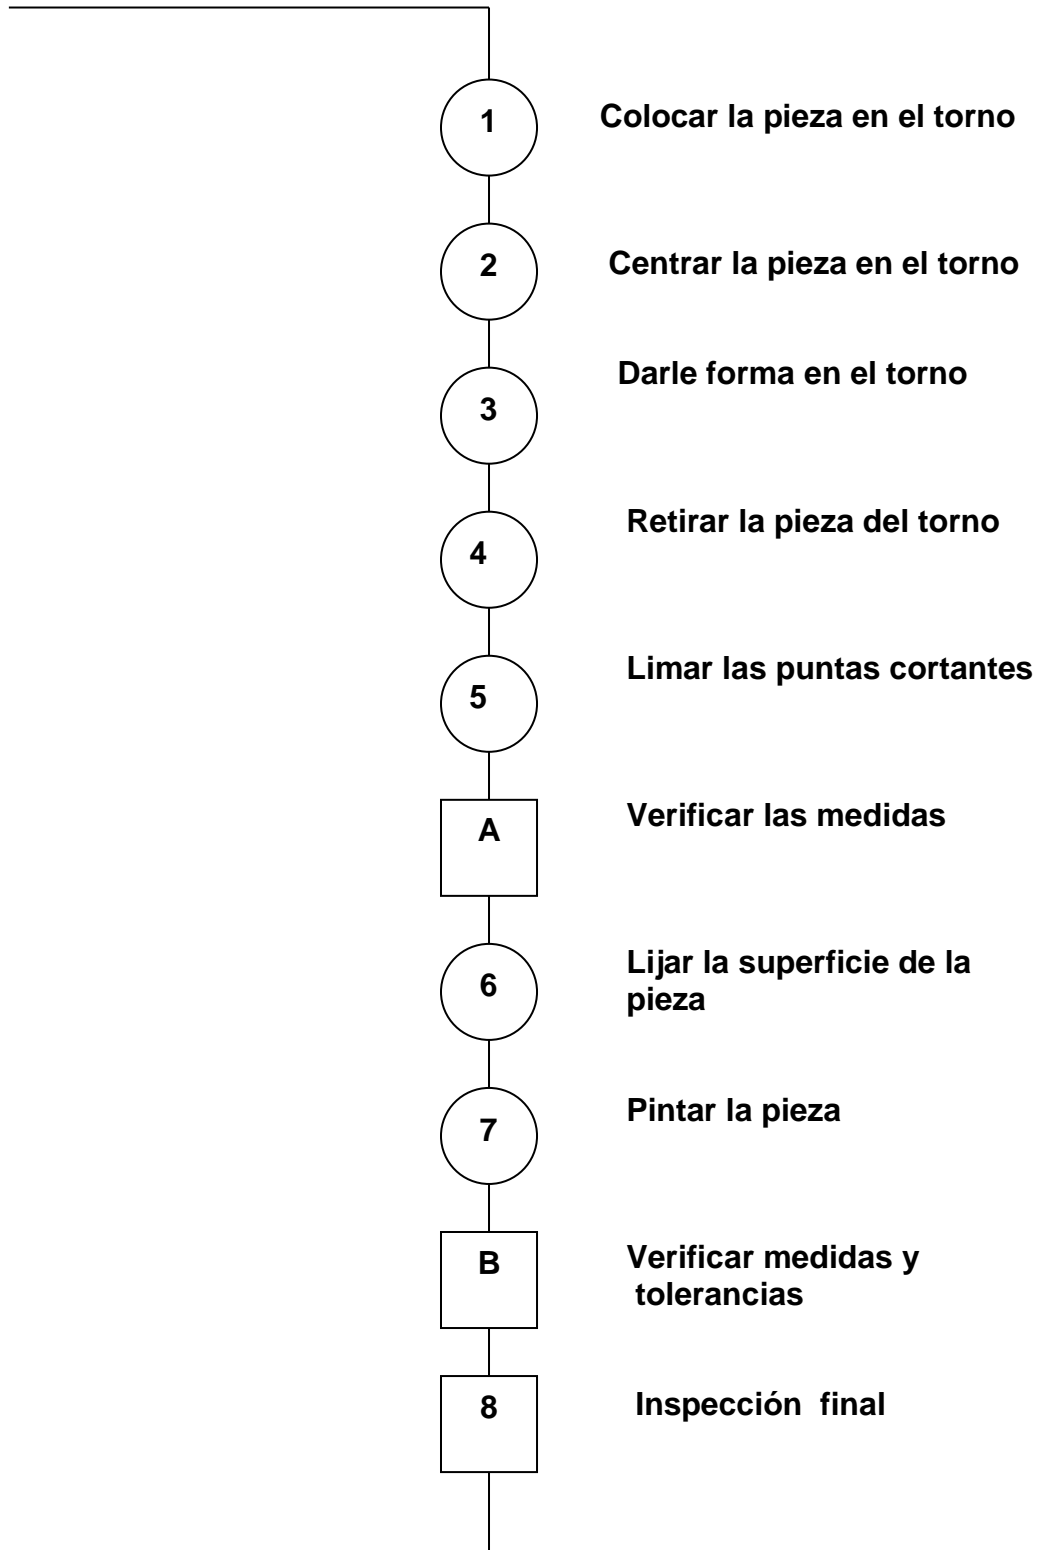 1
Colocar la pieza en el torno
2
Centrar la pieza en el torno
3
Darle forma en el torno
4
Retirar la pieza del torno
5
Limar las puntas cortantes
A
Verificar las medidas
6
Lijar la superficie de la
pieza
7
Pintar la pieza
B
Verificar medidas y
tolerancias
8
Inspección final